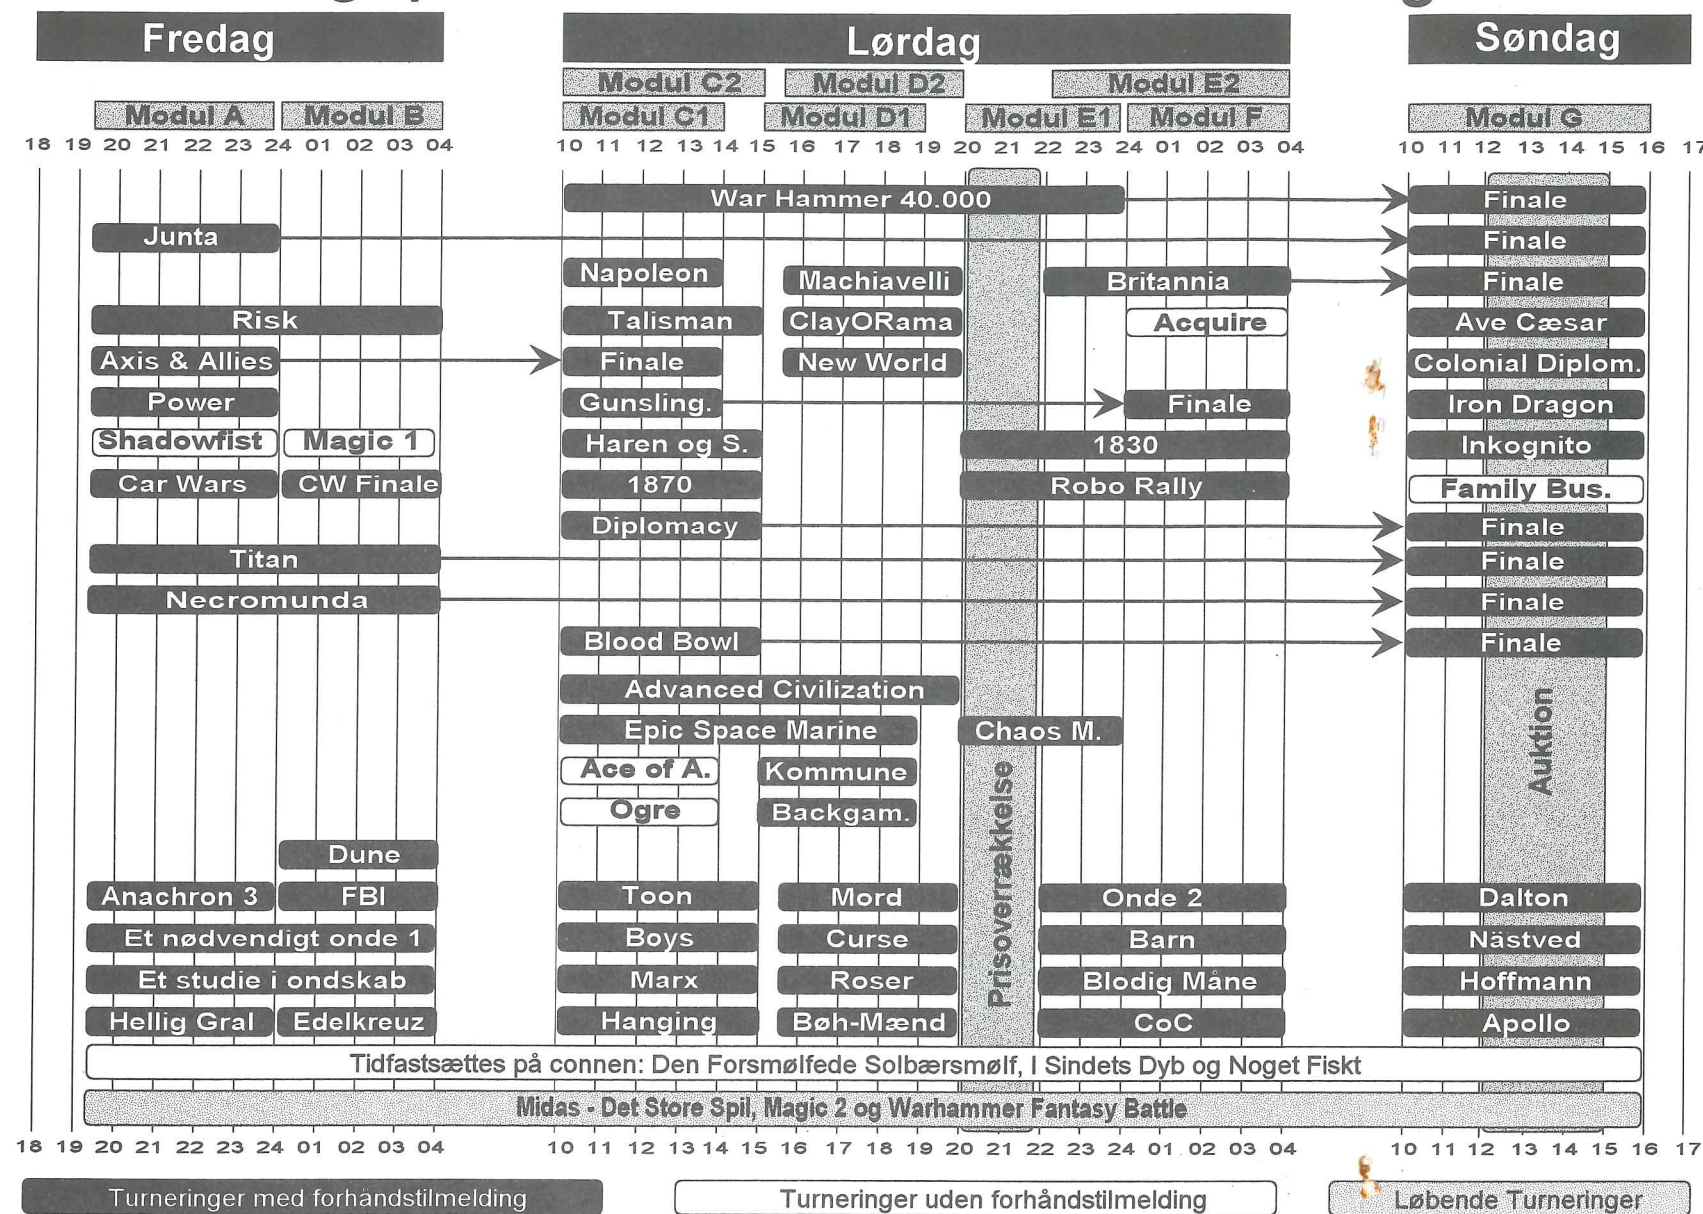 Fredag Lørdag Søndag
Modul C2 Modul D2 Modul E2
Modul A Modul B Modul C1 Modul D1 Modul E1 Modul F Modul G
18 19 20 21 22 23 24 01 02 03 04 10 11 12 13 14 15 16 17 18 19 20 21 22 23 24 01 02 03 04 10 11 12 13 14 15 16 17
War Hammer 40.000 Finale
Junta Finale
Napoleon Machiavelli Britannia Finale
Risk Talisman ClayORama Acquire Ave Cæsar
Axis & Allies Finale New World Colonial Diplom.
Power Gunsling. Finale Iron Dragon
Shadowfist Magic 1 Haren og S. 1830 Inkognito
Car Wars CW Finale 1870 Robo Rally Family Bus.
Diplomacy Finale
Titan Finale
Necromunda Finale
Blood Bowl Finale
Advanced Civilization
Epic Space Marine Chaos M.
Ace of A. Kommune
Ogre Backgam.
Prisoverrækkelse
Auktion
Dune
Anachron 3 FBI Toon Mord Onde 2 Dalton
Et nødvendigt onde 1 Boys Curse Barn Nästved
Et studie i ondskab Marx Roser Blodig Måne Hoffmann
Hellig Gral Edelkreuz Hanging Bøh-Mænd CoC Apollo
Tidfastsættes på connen: Den Forsmølfede Solbærsmølf, I Sindets Dyb og Noget Fiskt
Midas - Det Store Spil, Magic 2 og Warhammer Fantasy Battle
18 19 20 21 22 23 24 01 02 03 04 10 11 12 13 14 15 16 17 18 19 20 21 22 23 24 01 02 03 04 10 11 12 13 14 15 16 17
Turneringer med forhåndstilmelding Turneringer uden forhåndstilmelding Løbende Turneringer